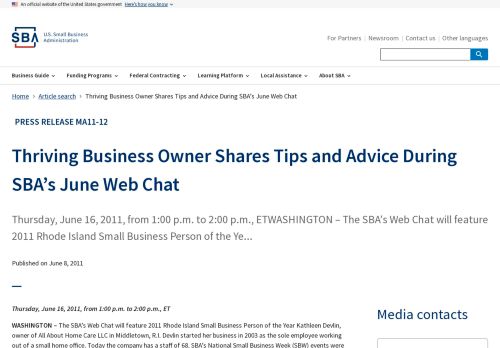 An official website of the United States government Here's how you know
SBA U.S. Small Business
Administration
For Partners Newsroom Contact us Other languages
Business Guide Funding Programs Federal Contracting Learning Platform Local Assistance About SBA
Home › Article search › Thriving Business Owner Shares Tips and Advice During SBA's June Web Chat
PRESS RELEASE MA11-12
Thriving Business Owner Shares Tips and Advice During
SBA's June Web Chat
Thursday, June 16, 2011, from 1:00 p.m. to 2:00 p.m., ETWASHINGTON – The SBA's Web Chat will feature
2011 Rhode Island Small Business Person of the Ye...
Published on June 8, 2011
Thursday, June 16, 2011, from 1:00 p.m. to 2:00 p.m., ET
Media contacts
WASHINGTON – The SBA's Web Chat will feature 2011 Rhode Island Small Business Person of the Year Kathleen Devlin,
owner of All About Home Care LLC in Middletown, R.I. Devlin started her business in 2003 as the sole employee working
out of a small home office. Today the company has a staff of 68. SBA's National Small Business Week (SBW) events were